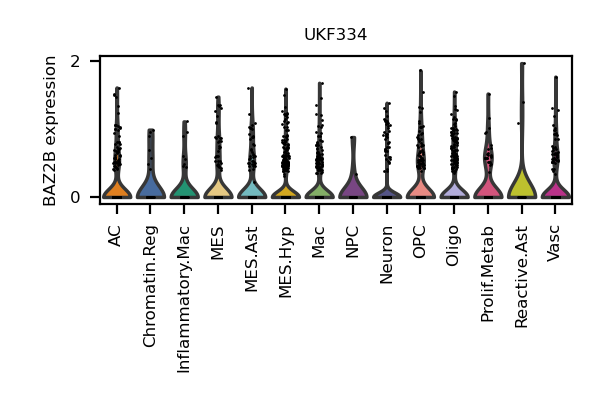 UKF334
BAZ2B expression
2
0
AC
Chromatin.Reg
Inflammatory.Mac
MES
MES.Ast
MES.Hyp
Mac
NPC
Neuron
OPC
Oligo
Prolif.Metab
Reactive.Ast
Vasc